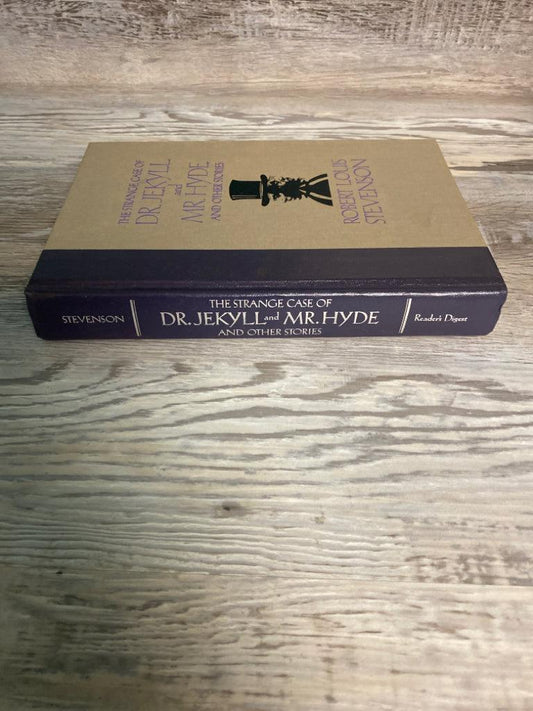 THE STRANGE CASE OF
DR. JEKYLL
and
MR. HYDE
AND OTHER STORIES
ROBERT LOUIS
STEVENSON
STEVENSON
THE STRANGE CASE OF
DR. JEKYLL and MR. HYDE
AND OTHER STORIES
Reader's Digest